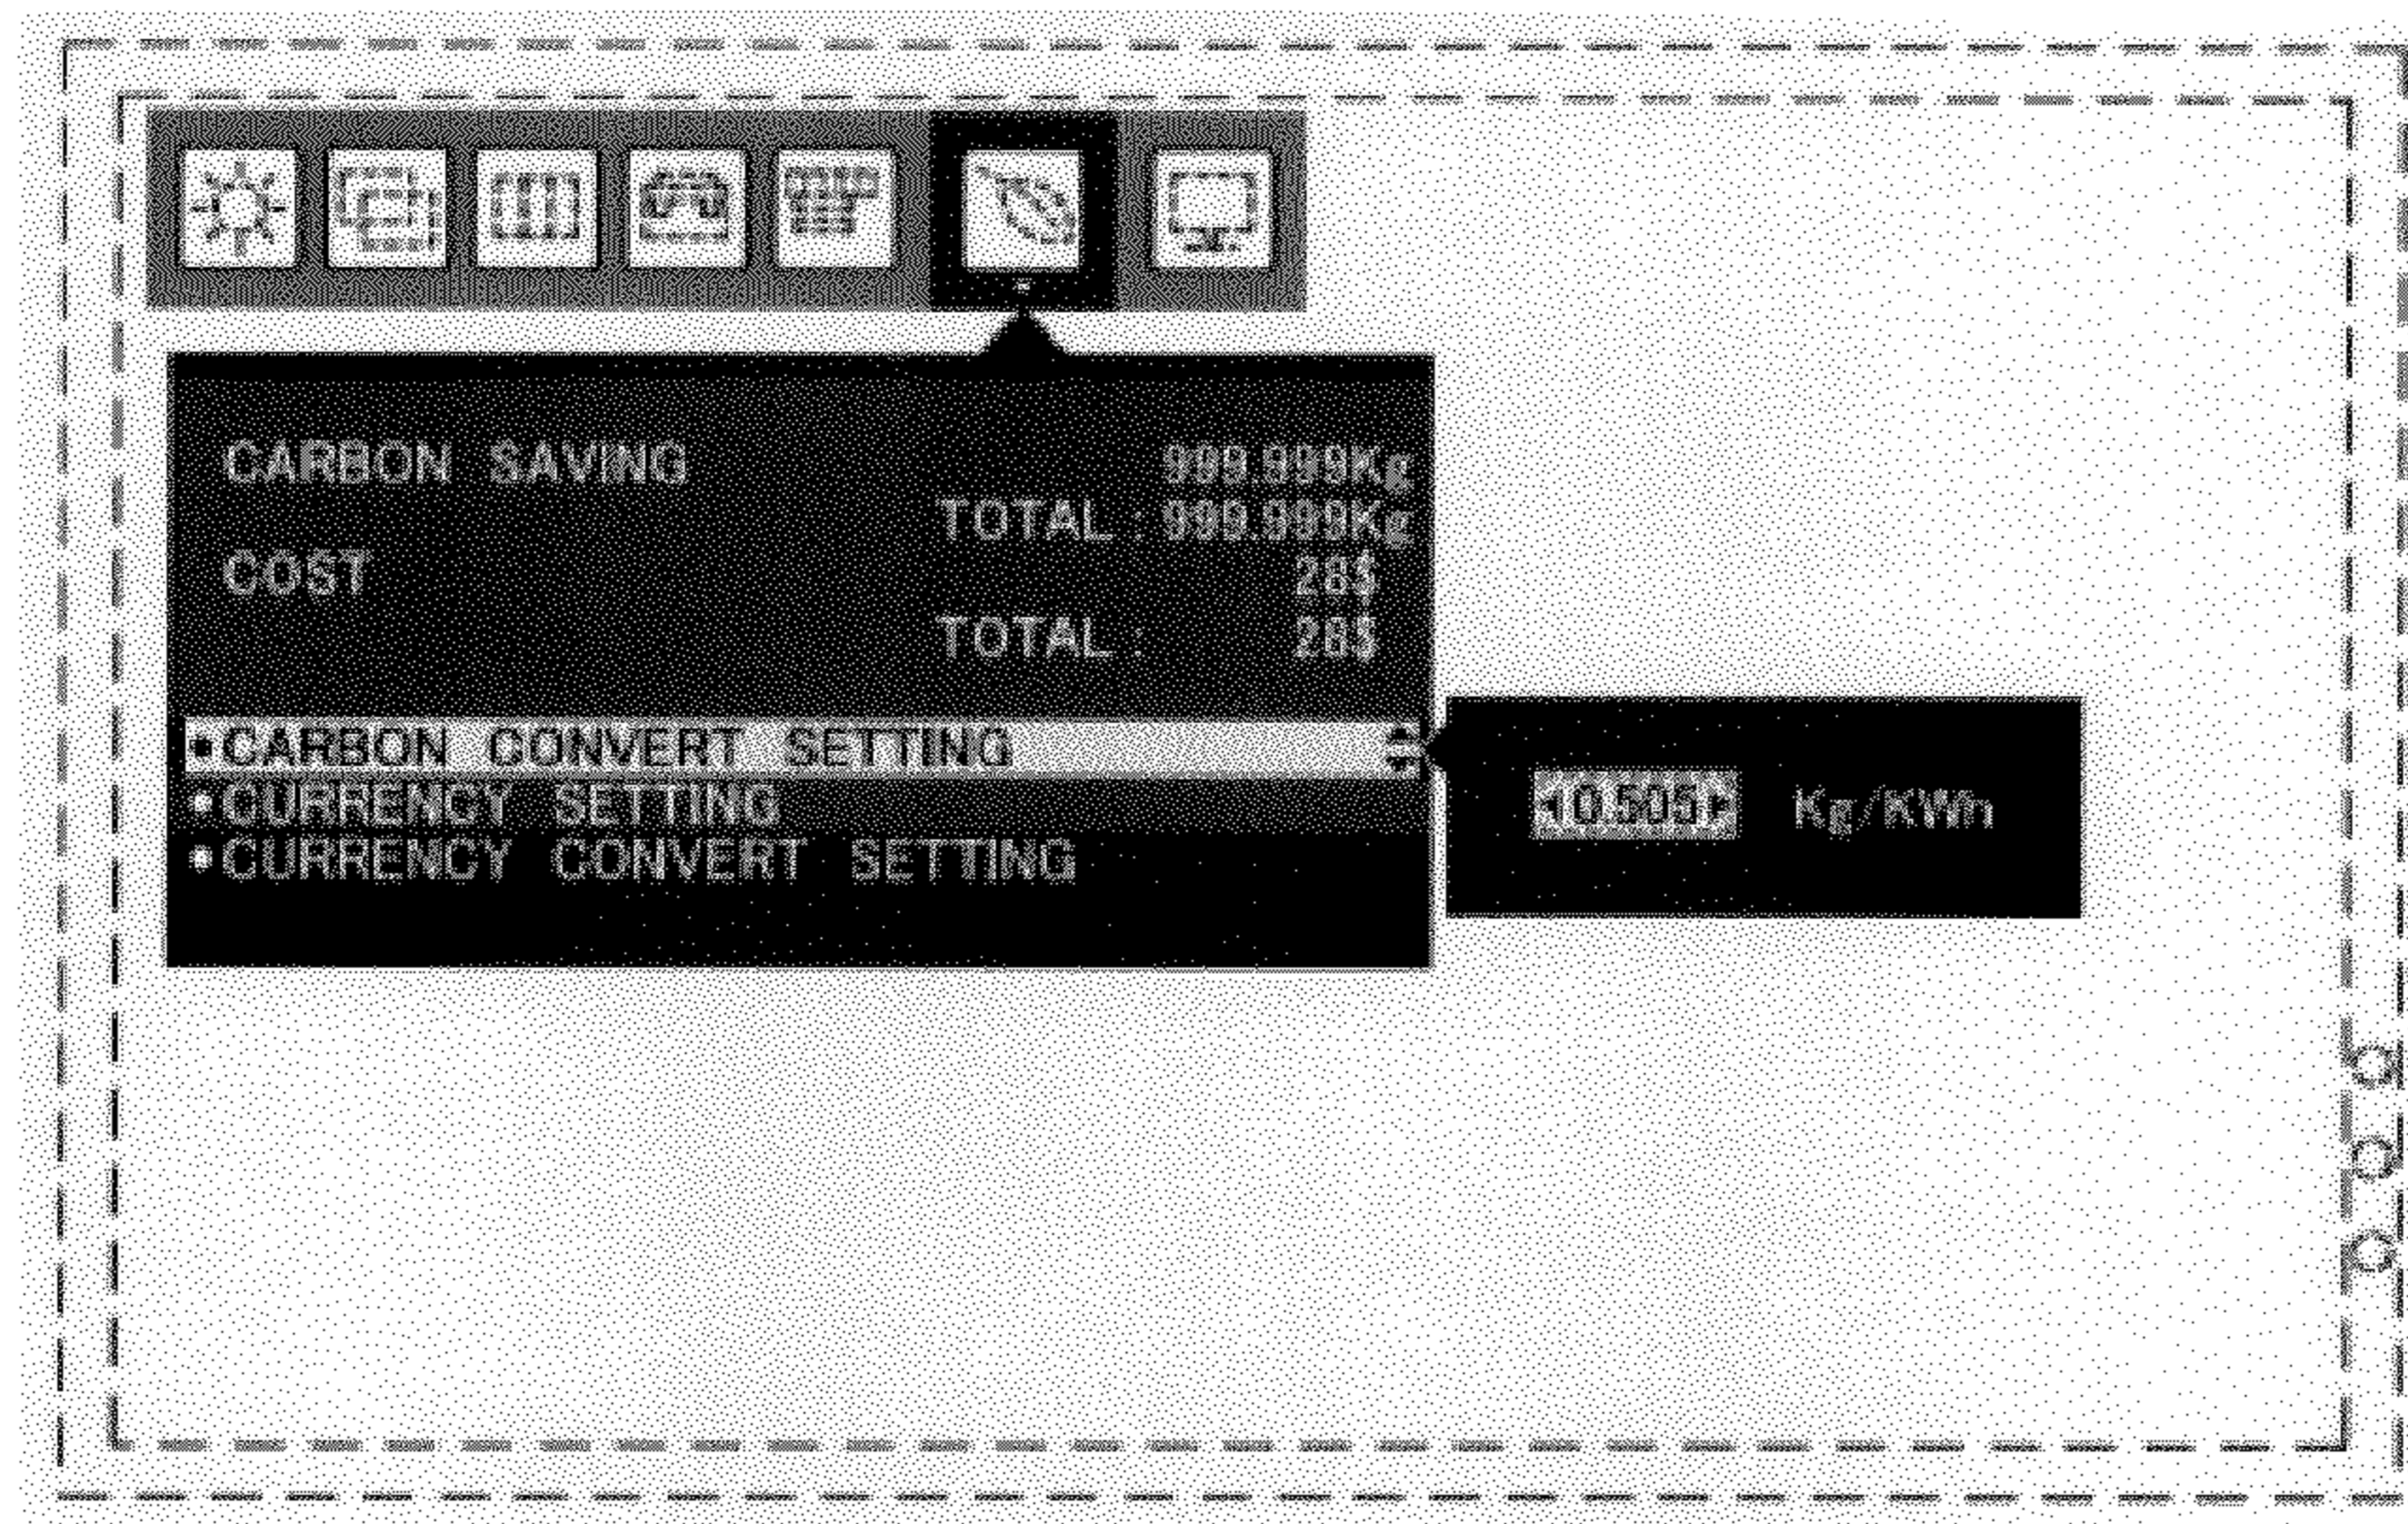 CARBON SAVING 999.999Kg
TOTAL : 999.999Kg
COST 28$
TOTAL : 28$
CARBON CONVERT SETTING
CURRENCY SETTING
CURRENCY CONVERT SETTING
0.505 Kg/KWh